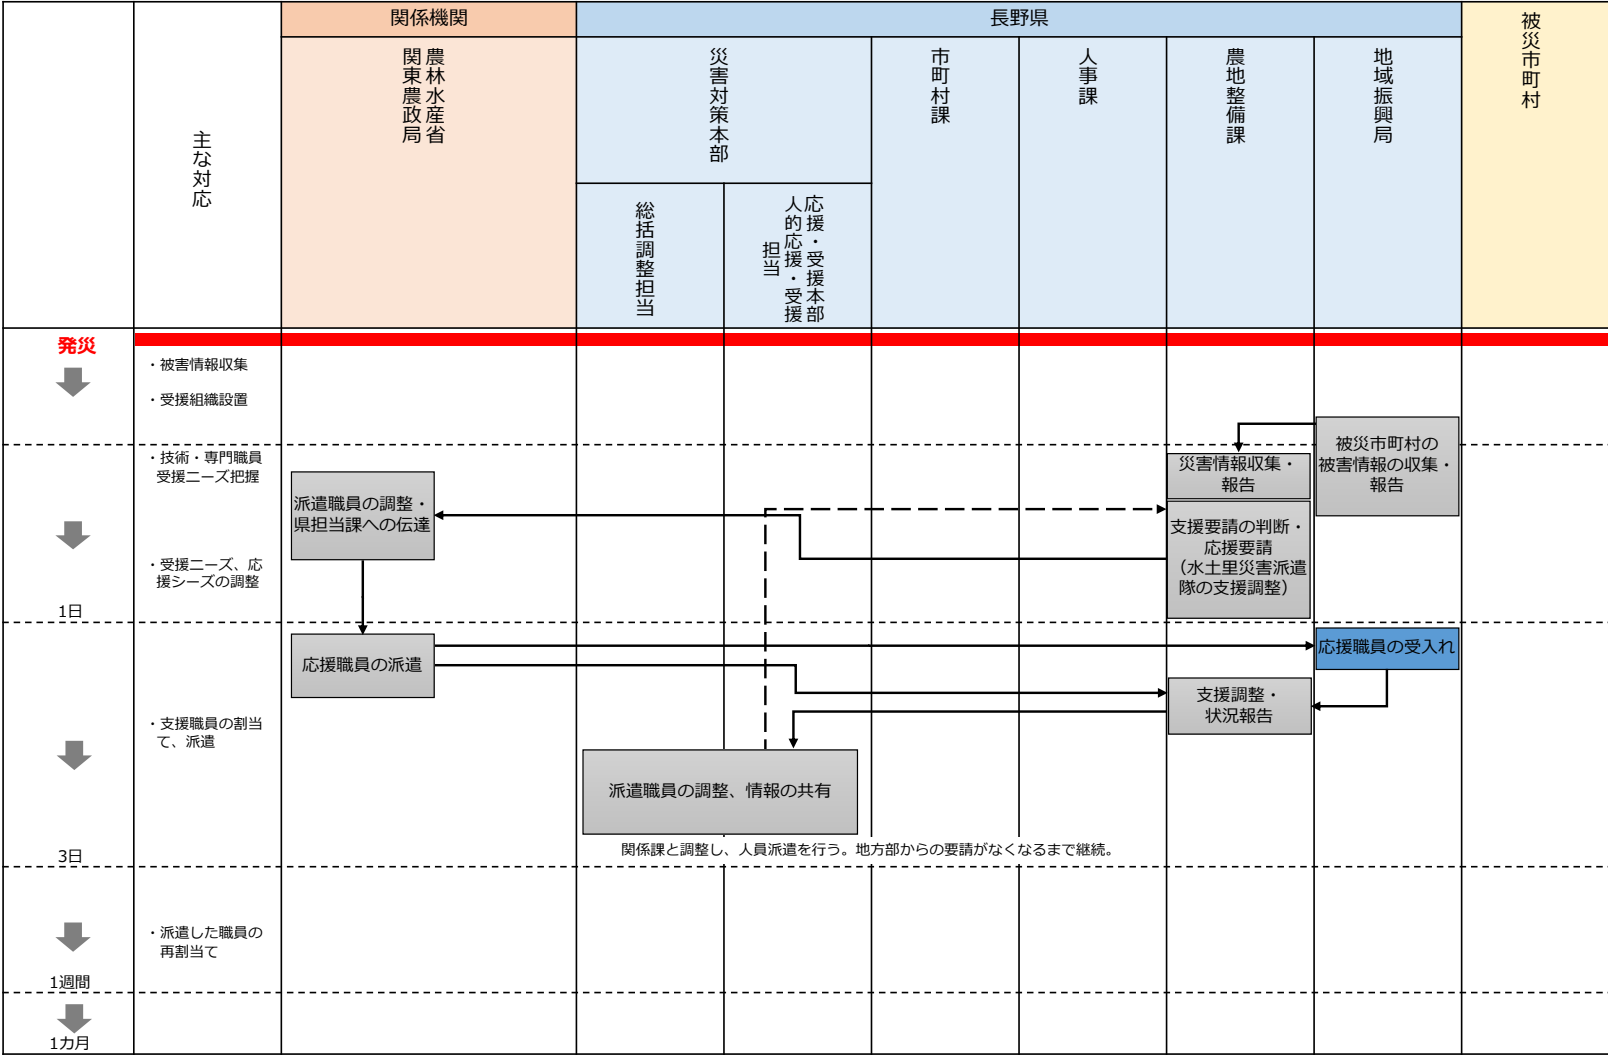 関係機関
長野県
被災市町村
主な対応
農林水産省
関東農政局
災害対策本部
市町村課
人事課
農地整備課
地域振興局
総括調整担当
応援・受援本部
人的応援・受援
担当
発災
・被害情報収集
・受援組織設置
・技術・専門職員
受援ニーズ把握
・受援ニーズ、応
援シーズの調整
1日
・支援職員の割当
て、派遣
3日
・派遣した職員の
再割当て
1週間
1カ月
被災市町村の
被害情報の収集・
報告
災害情報収集・
報告
派遣職員の調整・
県担当課への伝達
支援要請の判断・
応援要請
（水土里災害派遣
隊の支援調整）
応援職員の派遣
応援職員の受入れ
支援調整・
状況報告
派遣職員の調整、情報の共有
関係課と調整し、人員派遣を行う。地方部からの要請がなくなるまで継続。